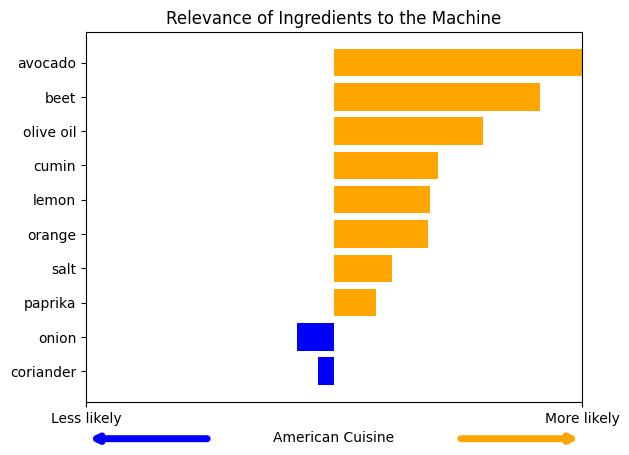 Relevance of Ingredients to the Machine
avocado
beet
olive oil
cumin
lemon
orange
salt
paprika
onion
coriander
Less likely
More likely
American Cuisine